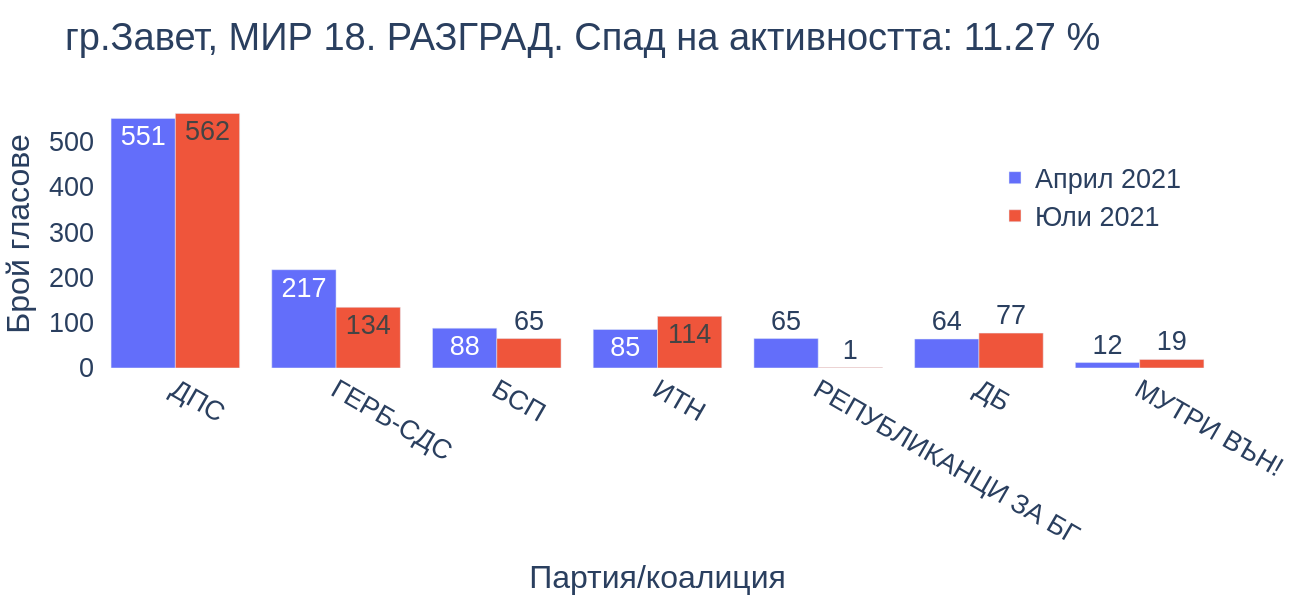 гр.Завет, МИР 18. РАЗГРАД. Спад на активността: 11.27 %
Брой гласове
500
400
300
200
100
0
551
562
217
134
88
65
85
114
65
1
64
77
12
19
Април 2021
Юли 2021
ДПС
ГЕРБ-СДС
БСП
ИТН
РЕПУБЛИКАНЦИ ЗА БГ
ДБ
МУТРИ ВЪН!
Партия/коалиция